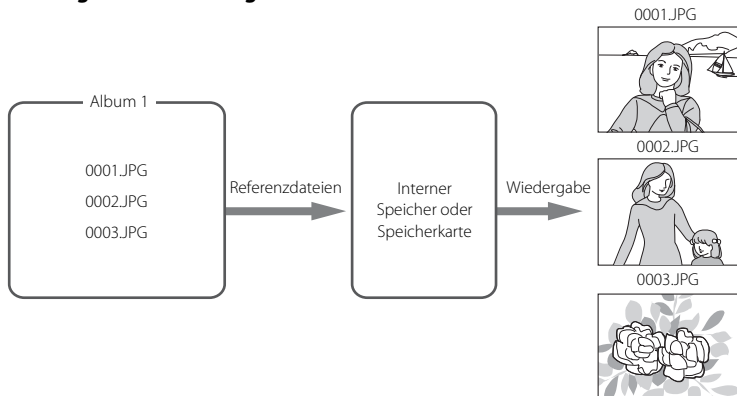 0001.JPG
Album 1
0001.JPG
0002.JPG
0003.JPG
Referenzdateien
Interner
Speicher oder
Speicherkarte
Wiedergabe
0002.JPG
0003.JPG